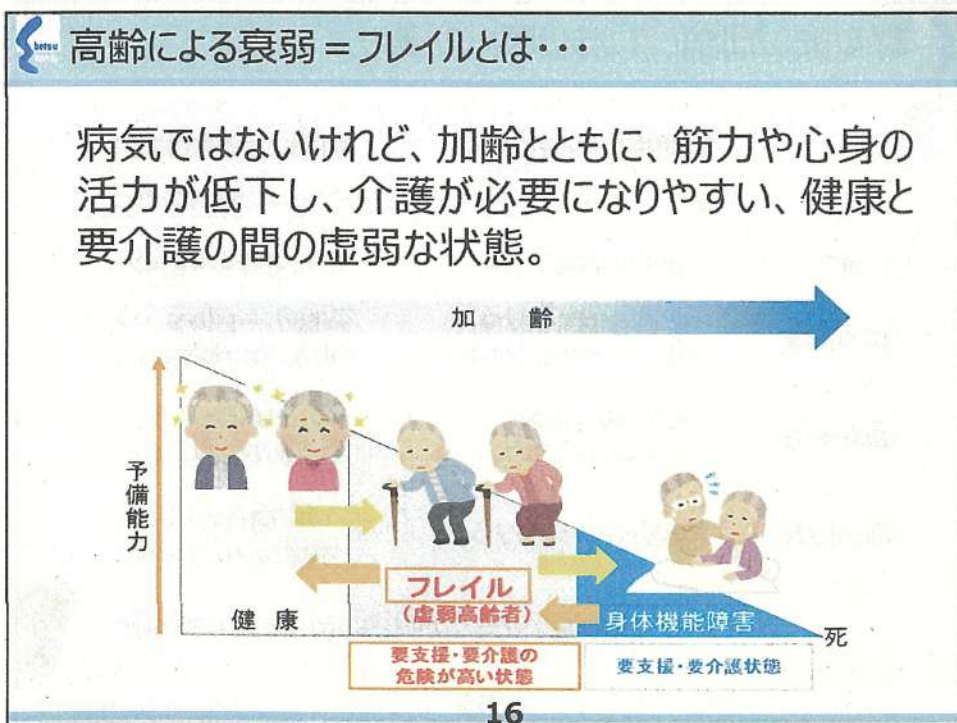 betsu
高齢による衰弱＝フレイルとは・・・
病気ではないけれど、加齢とともに、筋力や心身の
活力が低下し、介護が必要になりやすい、健康と
要介護の間の虚弱な状態。
加 齢
予備能力
フレイル
(虚弱高齢者)
健 康
身体機能障害
死
要支援・要介護の
危険が高い状態
要支援・要介護状態
16